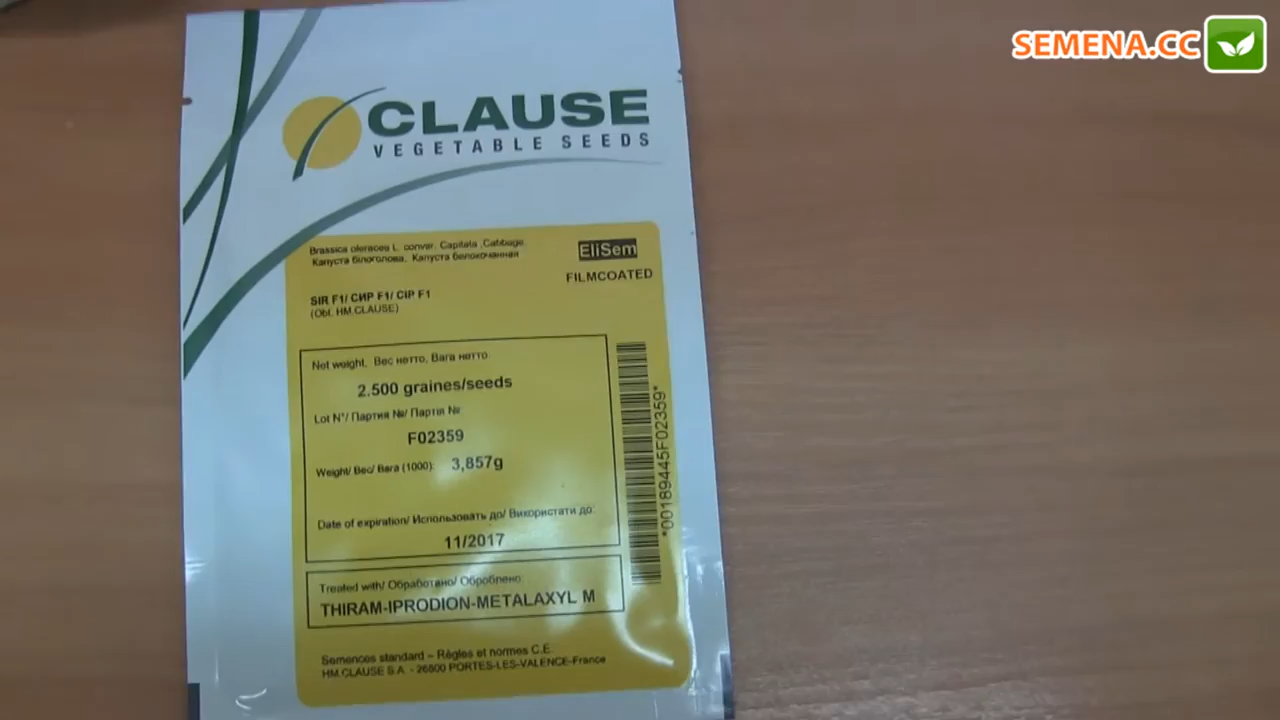 SEMENA.CC
CLAUSE
VEGETABLE SEEDS
Brassica oleracea L. convar. Capitata ,Cabbage,
Капуста білоголова, Капуста белокочанная
EliSem
FILMCOATED
SIR F1/ СИР F1/ СІР F1
(Obt. HM.CLAUSE)
Net weight, Вес нетто, Вага нетто
2.500 graines/seeds
Lot N°/ Партия №/ Партія №
F02359
Weight/ Вес/ Вага (1000): 3,857g
Date of expiration/ Использовать до/ Використати до:
11/2017
*00189445F02359*
Treated with/ Обработано/ Оброблено:
THIRAM-IPRODION-METALAXYL M
Semences standard – Règles et normes C.E.
HM.CLAUSE S.A. - 26800 PORTES-LES-VALENCE-France